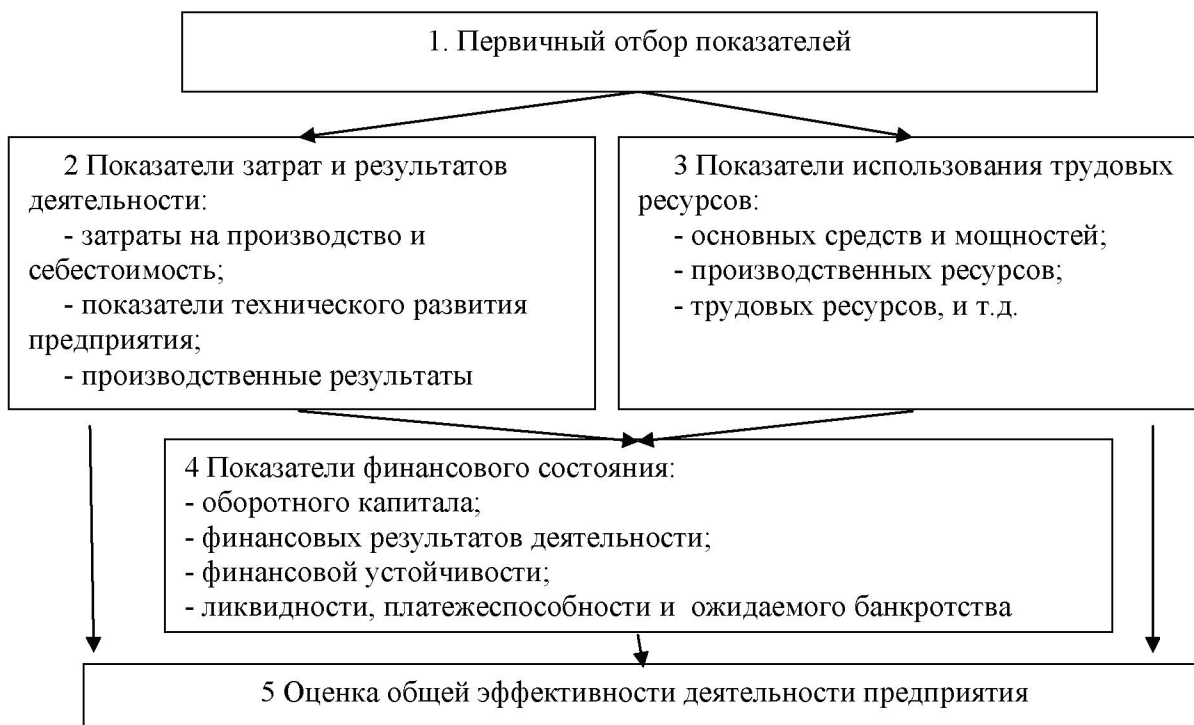 1. Первичный отбор показателей
2 Показатели затрат и результатов
деятельности:
- затраты на производство и
себестоимость;
- показатели технического развития
предприятия;
- производственные результаты
3 Показатели использования трудовых
ресурсов:
- основных средств и мощностей;
- производственных ресурсов;
- трудовых ресурсов, и т.д.
4 Показатели финансового состояния:
- оборотного капитала;
- финансовых результатов деятельности;
- финансовой устойчивости;
- ликвидности, платежеспособности и  ожидаемого банкротства
5 Оценка общей эффективности деятельности предприятия